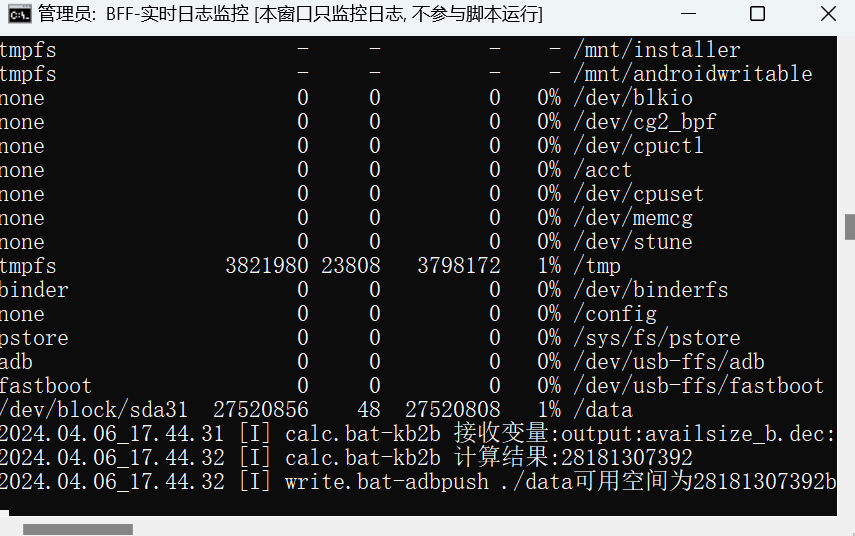 管理员: BFF-实时日志监控 [本窗口只监控日志, 不参与脚本运行]
tmpfs - - - - /mnt/installer
tmpfs - - - - /mnt/androidwritable
none 0 0 0 0% /dev/blkio
none 0 0 0 0% /dev/cg2_bpf
none 0 0 0 0% /dev/cpuctl
none 0 0 0 0% /acct
none 0 0 0 0% /dev/cpuset
none 0 0 0 0% /dev/memcg
none 0 0 0 0% /dev/stune
tmpfs 3821980 23808 3798172 1% /tmp
binder 0 0 0 0% /dev/binderfs
none 0 0 0 0% /config
pstore 0 0 0 0% /sys/fs/pstore
adb 0 0 0 0% /dev/usb-ffs/adb
fastboot 0 0 0 0% /dev/usb-ffs/fastboot
/dev/block/sda31 27520856 48 27520808 1% /data
2024.04.06_17.44.31 [I] calc.bat-kb2b 接收变量:output:availsize_b.dec:
2024.04.06_17.44.32 [I] calc.bat-kb2b 计算结果:28181307392
2024.04.06_17.44.32 [I] write.bat-adbpush ./data可用空间为28181307392b